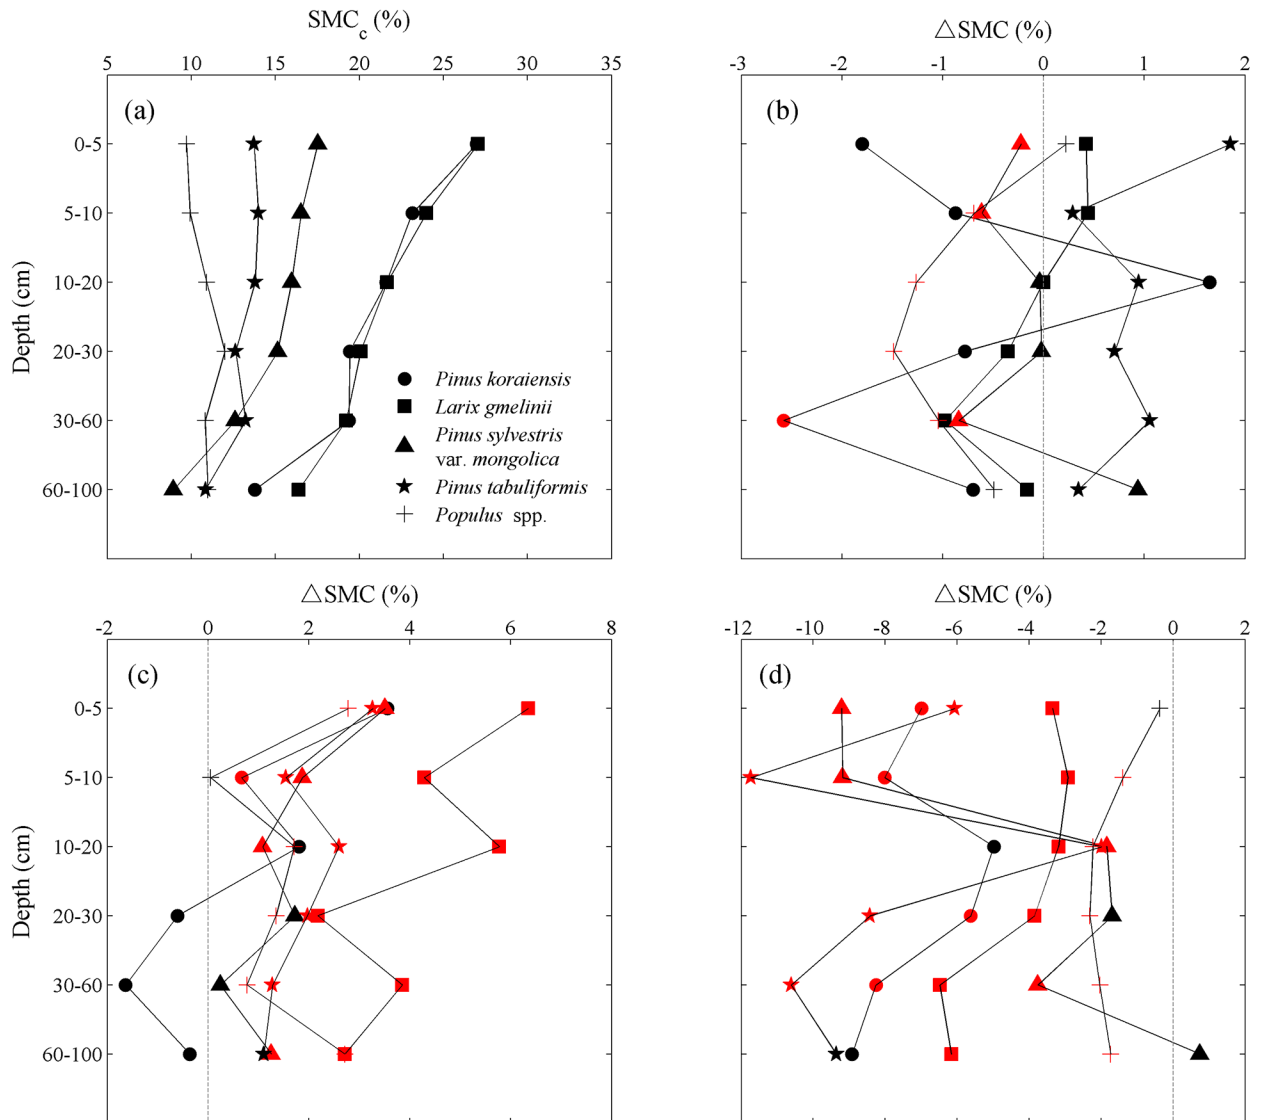 SMCc (%)
5 10 15 20 25 30 35
(a)
Depth (cm)
0-5
5-10
10-20
20-30
30-60
60-100
Pinus koraiensis
Larix gmelinii
Pinus sylvestris
var. mongolica
Pinus tabuliformis
Populus spp.
△SMC (%)
-3 -2 -1 0 1 2
(b)
△SMC (%)
-2 0 2 4 6 8
(c)
Depth (cm)
0-5
5-10
10-20
20-30
30-60
60-100
△SMC (%)
-12 -10 -8 -6 -4 -2 0 2
(d)